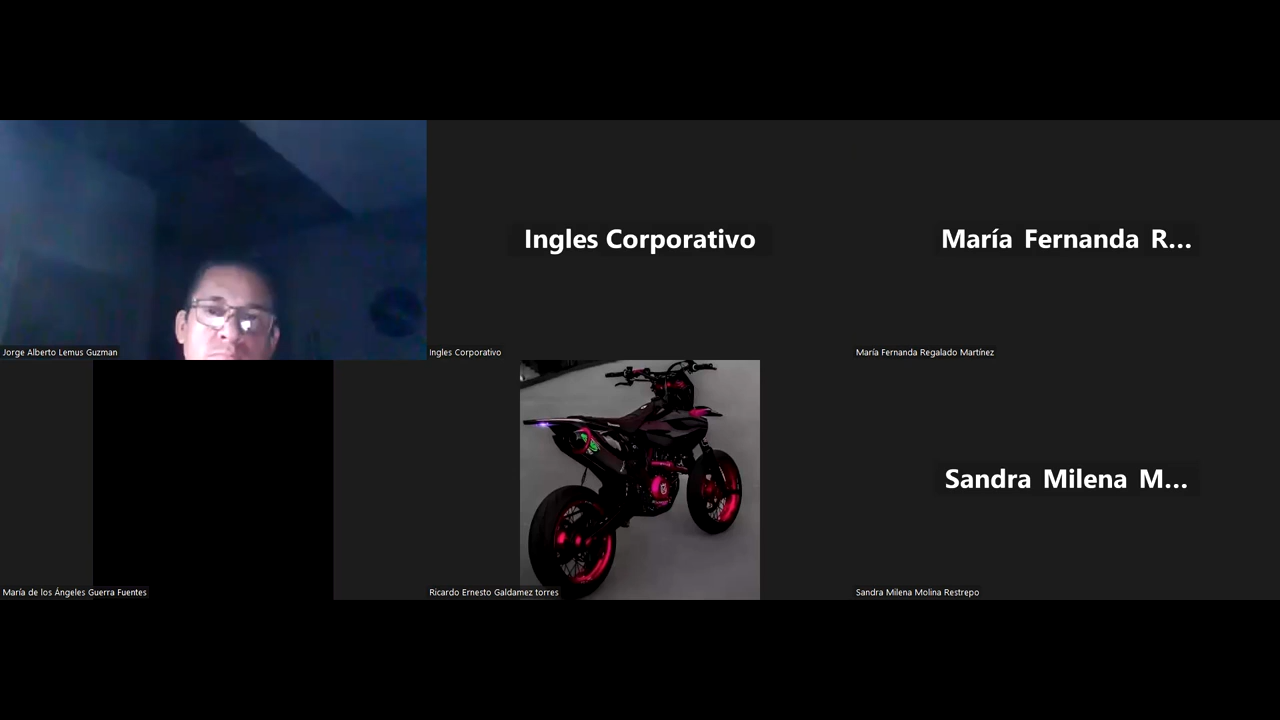 Ingles Corporativo
María Fernanda R...
Jorge Alberto Lemus Guzman
Ingles Corporativo
María Fernanda Regalado Martínez
Sandra Milena M...
María de los Ángeles Guerra Fuentes
Ricardo Ernesto Galdamez torres
Sandra Milena Molina Restrepo